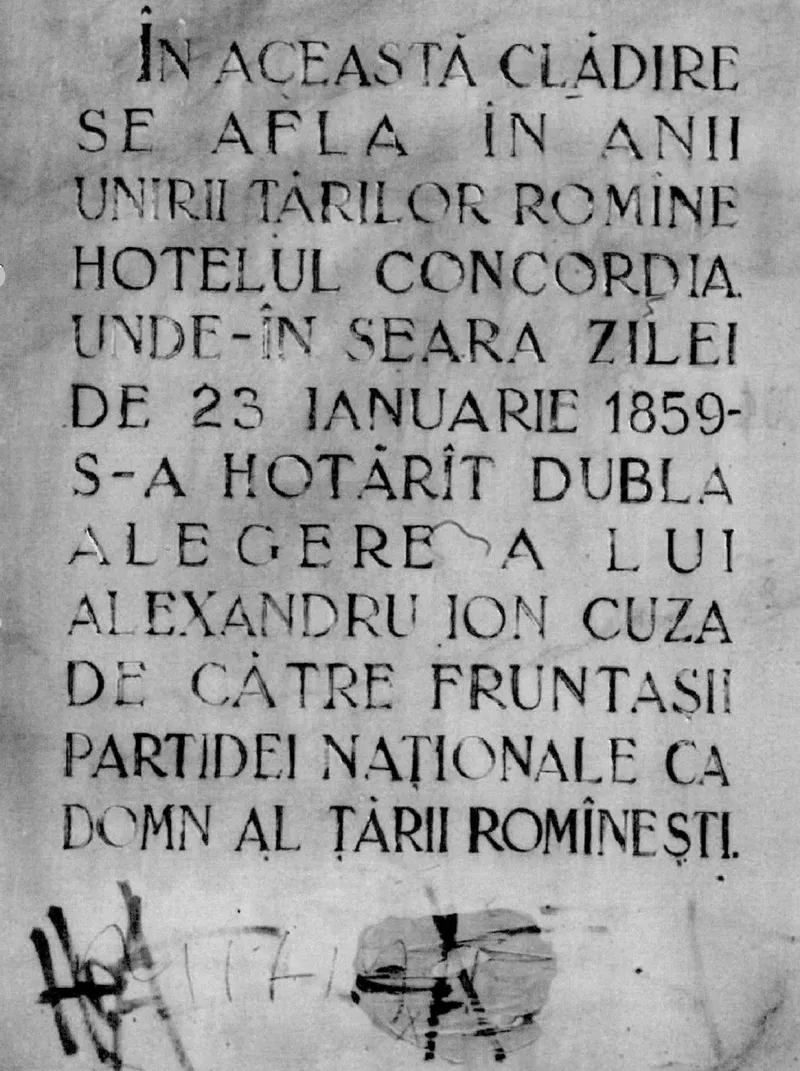 ÎN ACEASTĂ CLĂDIRE
SE AFLA ÎN ANII
UNIRII ȚĂRILOR ROMÎNE
HOTELUL CONCORDIA
UNDE-ÎN SEARA ZILEI
DE 23 IANUARIE 1859-
S-A HOTĂRÎT DUBLA
ALEGERE A LUI
ALEXANDRU ION CUZA
DE CĂTRE FRUNTAȘII
PARTIDEI NAȚIONALE CA
DOMN AL ȚĂRII ROMÎNEȘTI.